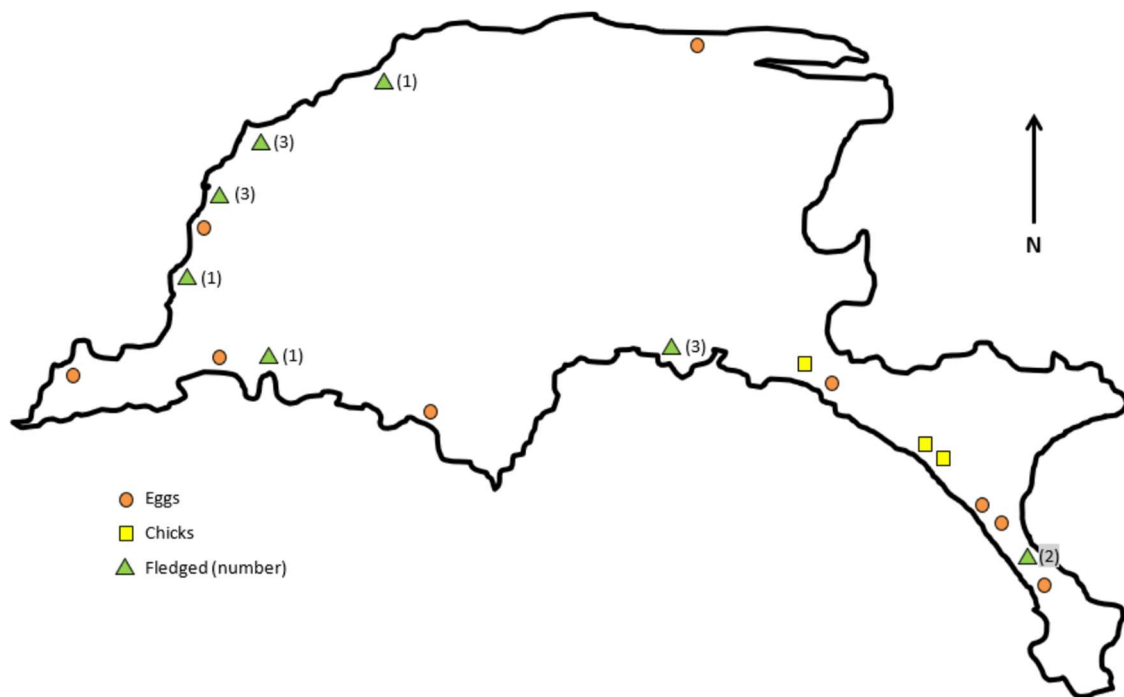 (1)
(3)
(3)
(1)
N
(1)
(3)
Eggs
Chicks
Fledged (number)
(2)